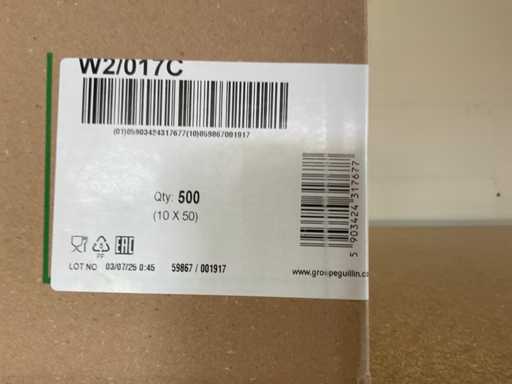 W2/017C
(01)05903424317677(10)059867001917
Qty: 500
(10 X 50)
5 903424 317677
PP
EAC
www.groupeguillin.co
LOT NO 03/07/25 0:45 59867 / 001917